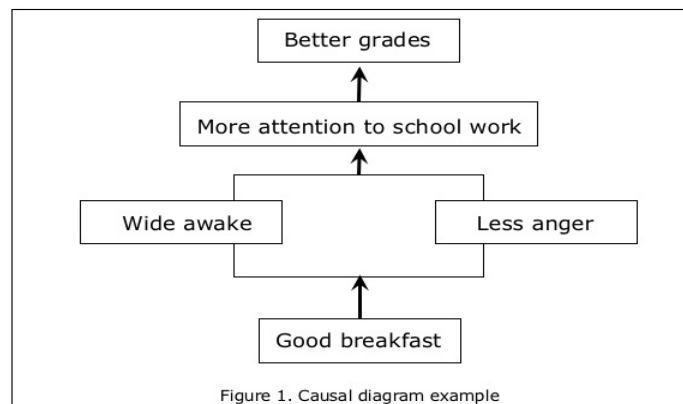 Better grades
More attention to school work
Wide awake
Less anger
Good breakfast
Figure 1. Causal diagram example